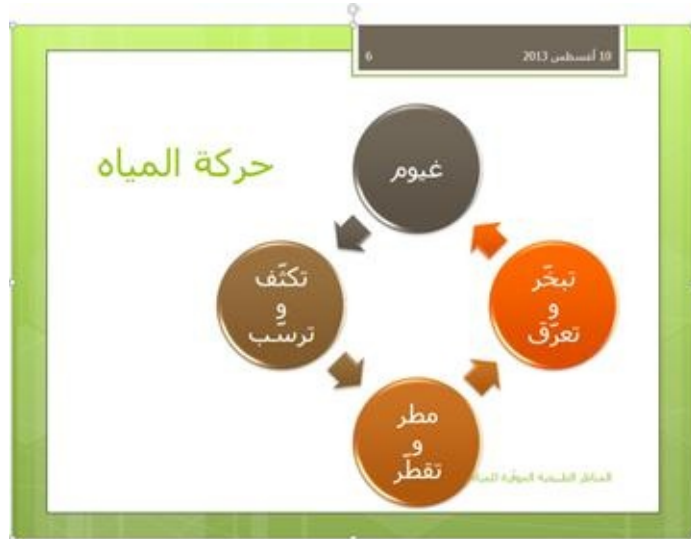 10 أغسطس 2013
6
حركة المياه
غيوم
تكثّف
و
ترسّب
مطر
و
تقطّر
تبخّر
و
تعرّق